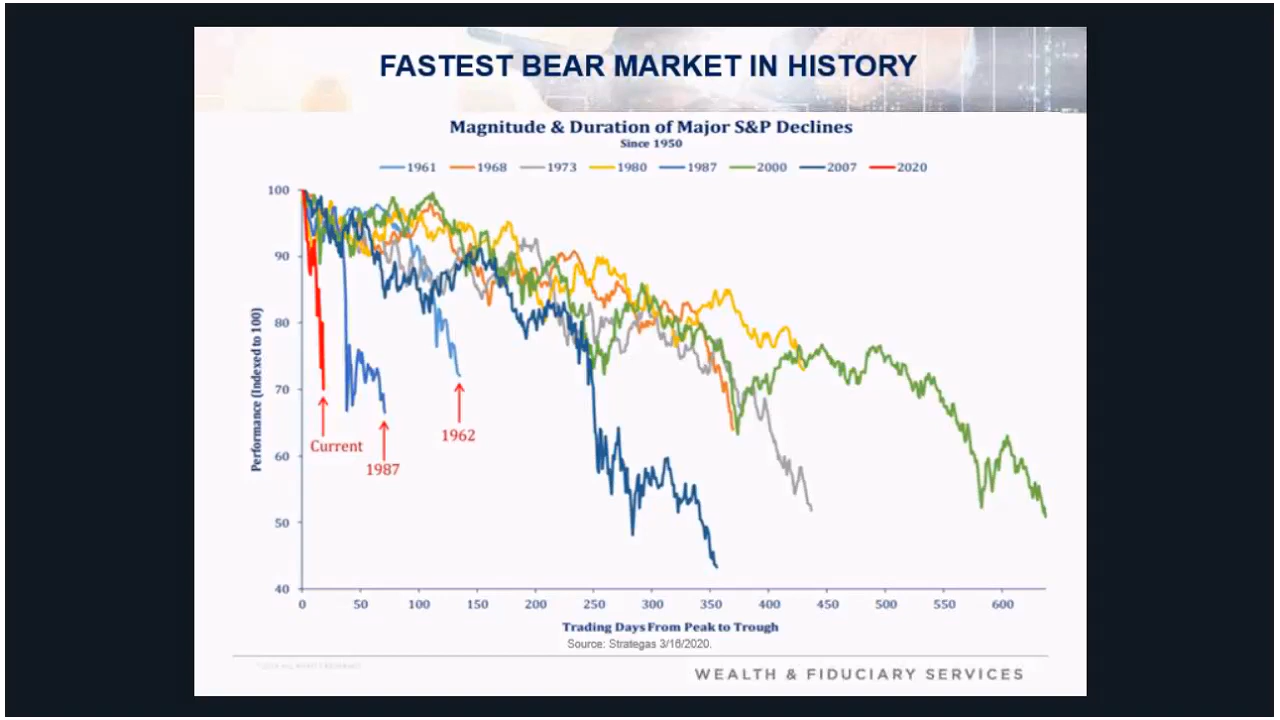 FASTEST BEAR MARKET IN HISTORY
Magnitude & Duration of Major S&P Declines
Since 1950
1961 1968 1973 1980 1987 2000 2007 2020
100
90
80
70
60
50
40
Performance (Indexed to 100)
Current
1987
1962
0 50 100 150 200 250 300 350 400 450 500 550 600
Trading Days From Peak to Trough
Source: Strategas 3/16/2020.
ALL RIGHTS RESERVED
WEALTH & FIDUCIARY SERVICES